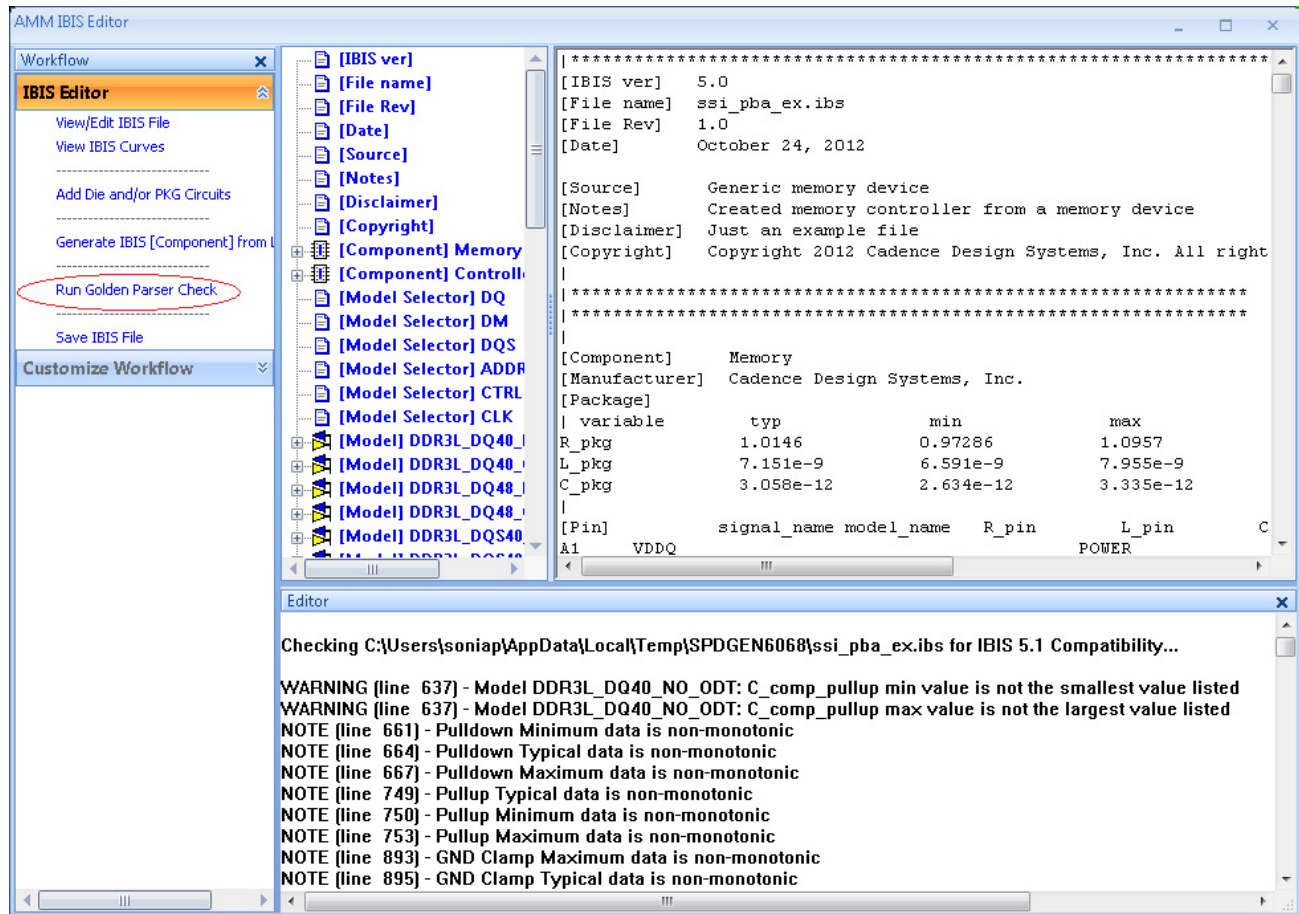 AMM IBIS Editor
Workflow
IBIS Editor
View/Edit IBIS File
View IBIS Curves
----------------------------
Add Die and/or PKG Circuits
----------------------------
Generate IBIS [Component] from
----------------------------
Run Golden Parser Check
----------------------------
Save IBIS File
Customize Workflow
[IBIS ver]
[File name]
[File Rev]
[Date]
[Source]
[Notes]
[Disclaimer]
[Copyright]
[Component] Memory
[Component] Controll
[Model Selector] DQ
[Model Selector] DM
[Model Selector] DQS
[Model Selector] ADDR
[Model Selector] CTRL
[Model Selector] CLK
[Model] DDR3L_DQ40_
[Model] DDR3L_DQ40_
[Model] DDR3L_DQ48_
[Model] DDR3L_DQ48_
[Model] DDR3L_DQS40_
|******************************************************************
[IBIS ver] 5.0
[File name] ssi_pba_ex.ibs
[File Rev] 1.0
[Date] October 24, 2012
[Source] Generic memory device
[Notes] Created memory controller from a memory device
[Disclaimer] Just an example file
[Copyright] Copyright 2012 Cadence Design Systems, Inc. All right
|
|****************************************************************
|****************************************************************
|
[Component] Memory
[Manufacturer] Cadence Design Systems, Inc.
[Package]
| variable typ min max
R_pkg 1.0146 0.97286 1.0957
L_pkg 7.151e-9 6.591e-9 7.955e-9
C_pkg 3.058e-12 2.634e-12 3.335e-12
|
[Pin] signal_name model_name R_pin L_pin C
A1 VDDQ POWER
Editor
Checking C:\Users\soniap\AppData\Local\Temp\SPDGEN6068\ssi_pba_ex.ibs for IBIS 5.1 Compatibility...
WARNING (line 637) - Model DDR3L_DQ40_NO_ODT: C_comp_pullup min value is not the smallest value listed
WARNING (line 637) - Model DDR3L_DQ40_NO_ODT: C_comp_pullup max value is not the largest value listed
NOTE (line 661) - Pulldown Minimum data is non-monotonic
NOTE (line 664) - Pulldown Typical data is non-monotonic
NOTE (line 667) - Pulldown Maximum data is non-monotonic
NOTE (line 749) - Pullup Typical data is non-monotonic
NOTE (line 750) - Pullup Minimum data is non-monotonic
NOTE (line 753) - Pullup Maximum data is non-monotonic
NOTE (line 893) - GND Clamp Maximum data is non-monotonic
NOTE (line 895) - GND Clamp Typical data is non-monotonic